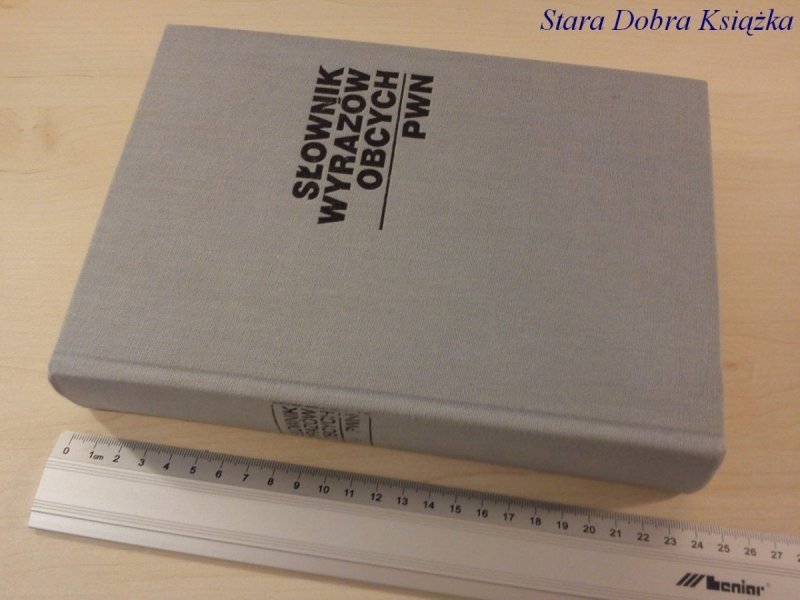 Stara Dobra Książka
SŁOWNIK
WYRAZÓW
OBCYCH
PWN
SŁOWNIK
WYRAZÓW
OBCYCH
PWN
0 1cm 2 3 4 5 6 7 8 9 10 11 12 13 14 15 16 17 18 19 20 21 22 23 24 25 26 27